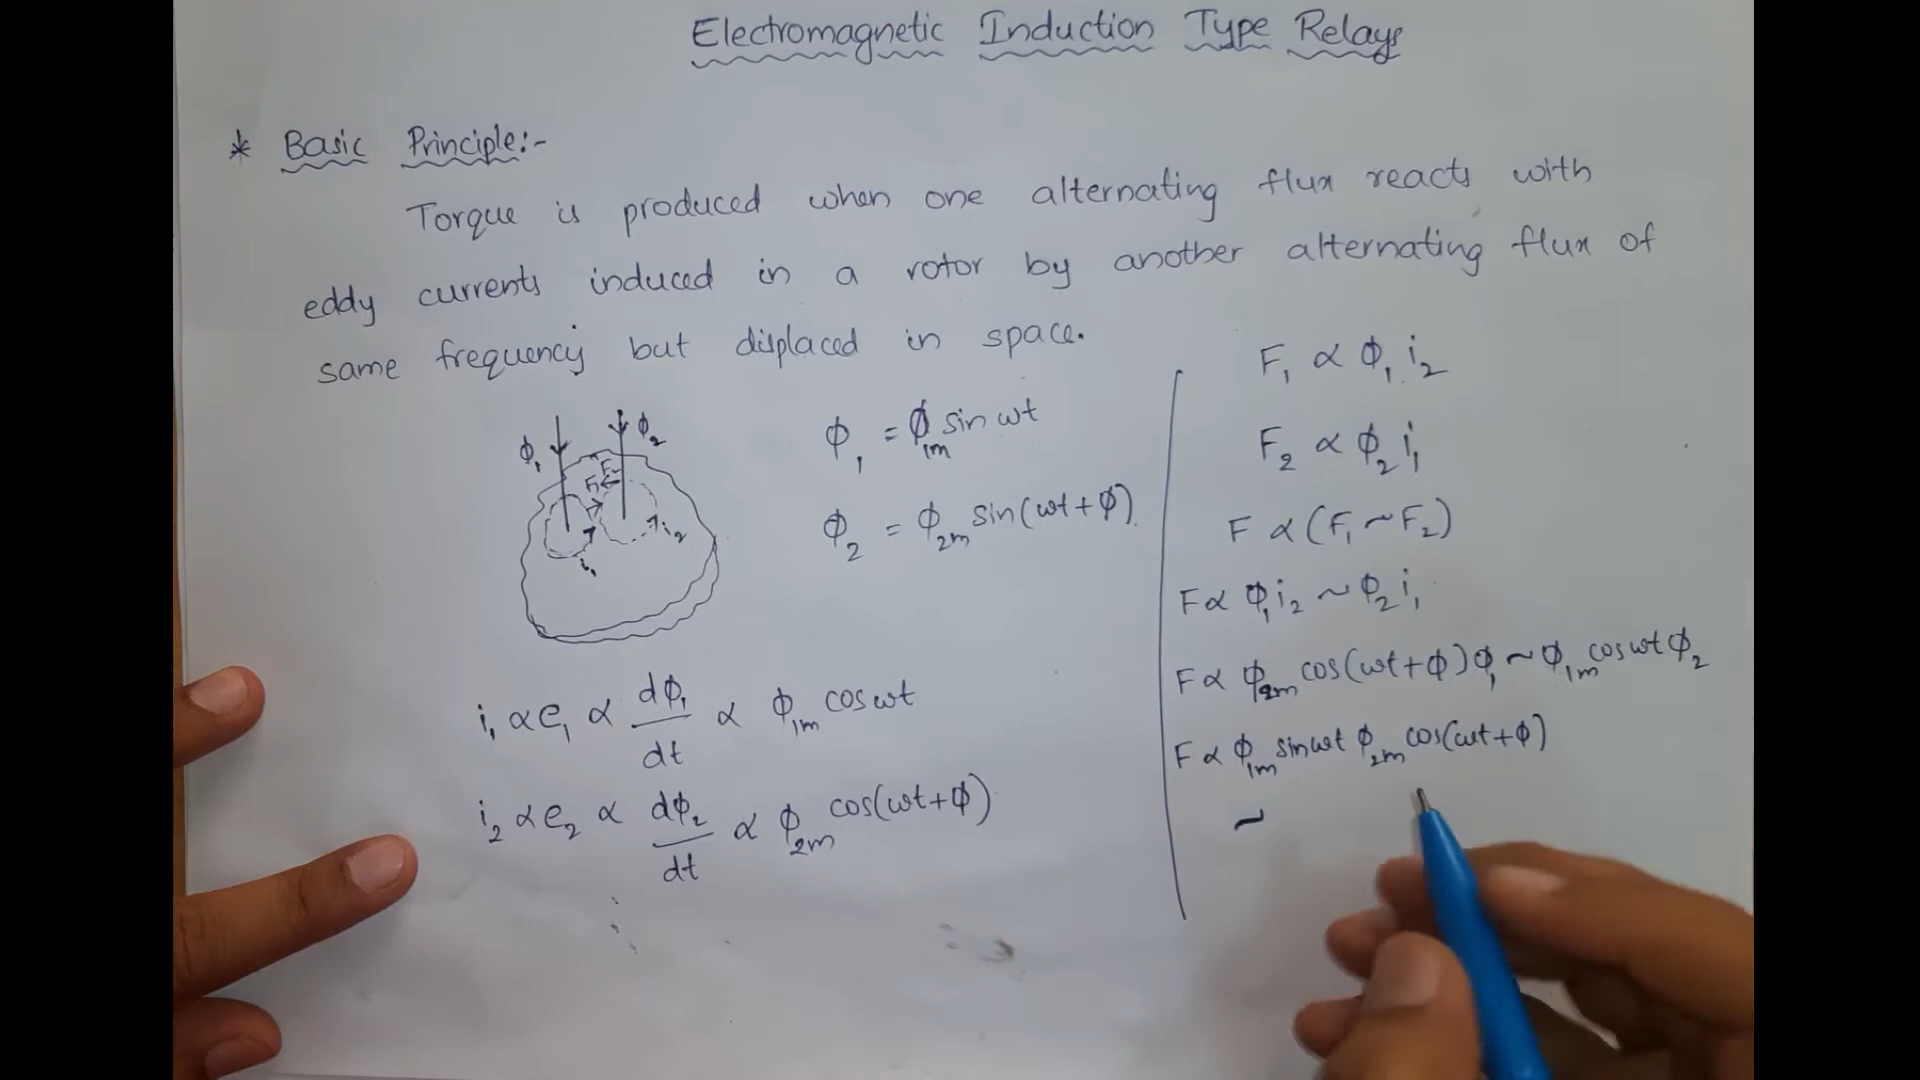 Electromagnetic Induction Type Relays
* Basic Principle:-
Torque is produced when one alternating flux reacts with
eddy currents induced in a rotor by another alternating flux of
same frequency but displaced in space.
ϕ₁ ϕ₂
F₂
F₁
i₁ i₂
ϕ₁ = ϕ₁m sin ωt
ϕ₂ = ϕ₂m sin(ωt+ϕ)
i₁ ∝ e₁ ∝ dϕ₁/dt ∝ ϕ₁m cos ωt
i₂ ∝ e₂ ∝ dϕ₂/dt ∝ ϕ₂m cos(ωt+ϕ)
F₁ ∝ ϕ₁ i₂
F₂ ∝ ϕ₂ i₁
F ∝ (F₁ ~ F₂)
F ∝ ϕ₁ i₂ ~ ϕ₂ i₁
F ∝ ϕ₂m cos(ωt+ϕ) ϕ₁ ~ ϕ₁m cos ωt ϕ₂
F ∝ ϕ₁m sin ωt ϕ₂m cos(ωt+ϕ)
~